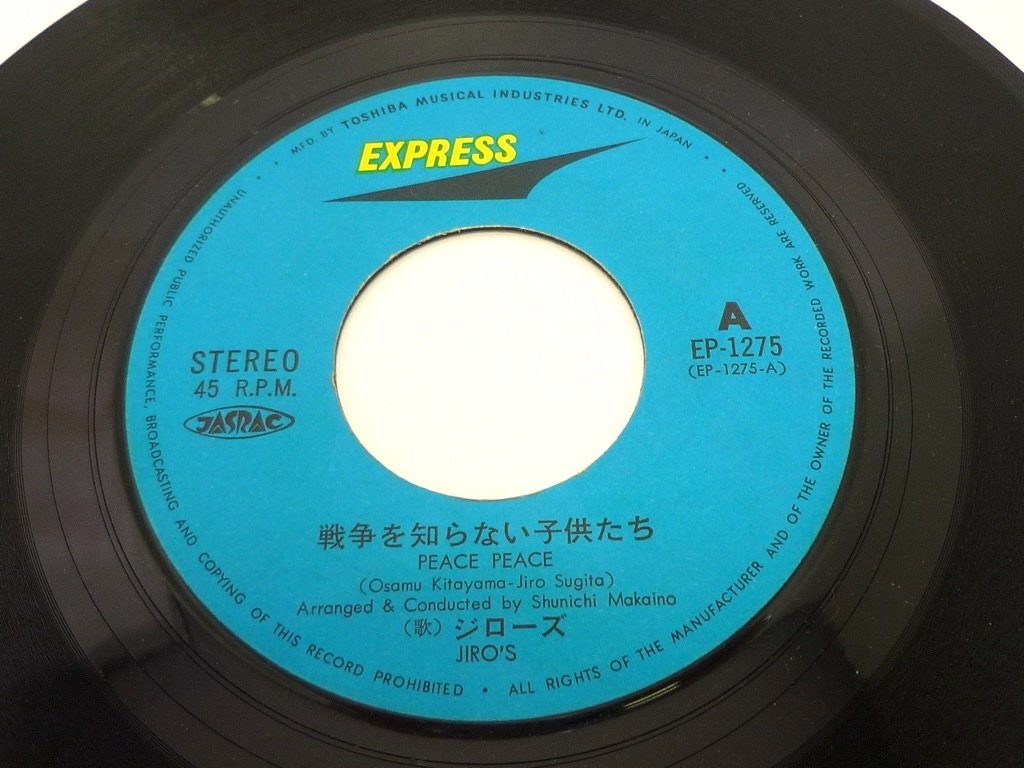 MFD. BY TOSHIBA MUSICAL INDUSTRIES LTD. IN JAPAN
EXPRESS
A
EP-1275
(EP-1275-A)
STEREO
45 R.P.M.
JASRAC
戦争を知らない子供たち
PEACE PEACE
(Osamu Kitayama-Jiro Sugita)
Arranged & Conducted by Shunichi Makaino
(歌) ジローズ
JIRO'S
UNAUTHORIZED PUBLIC PERFORMANCE, BROADCASTING AND COPYING OF THIS RECORD PROHIBITED • ALL RIGHTS OF THE MANUFACTURER AND OF THE OWNER OF THE RECORDED WORK ARE RESERVED